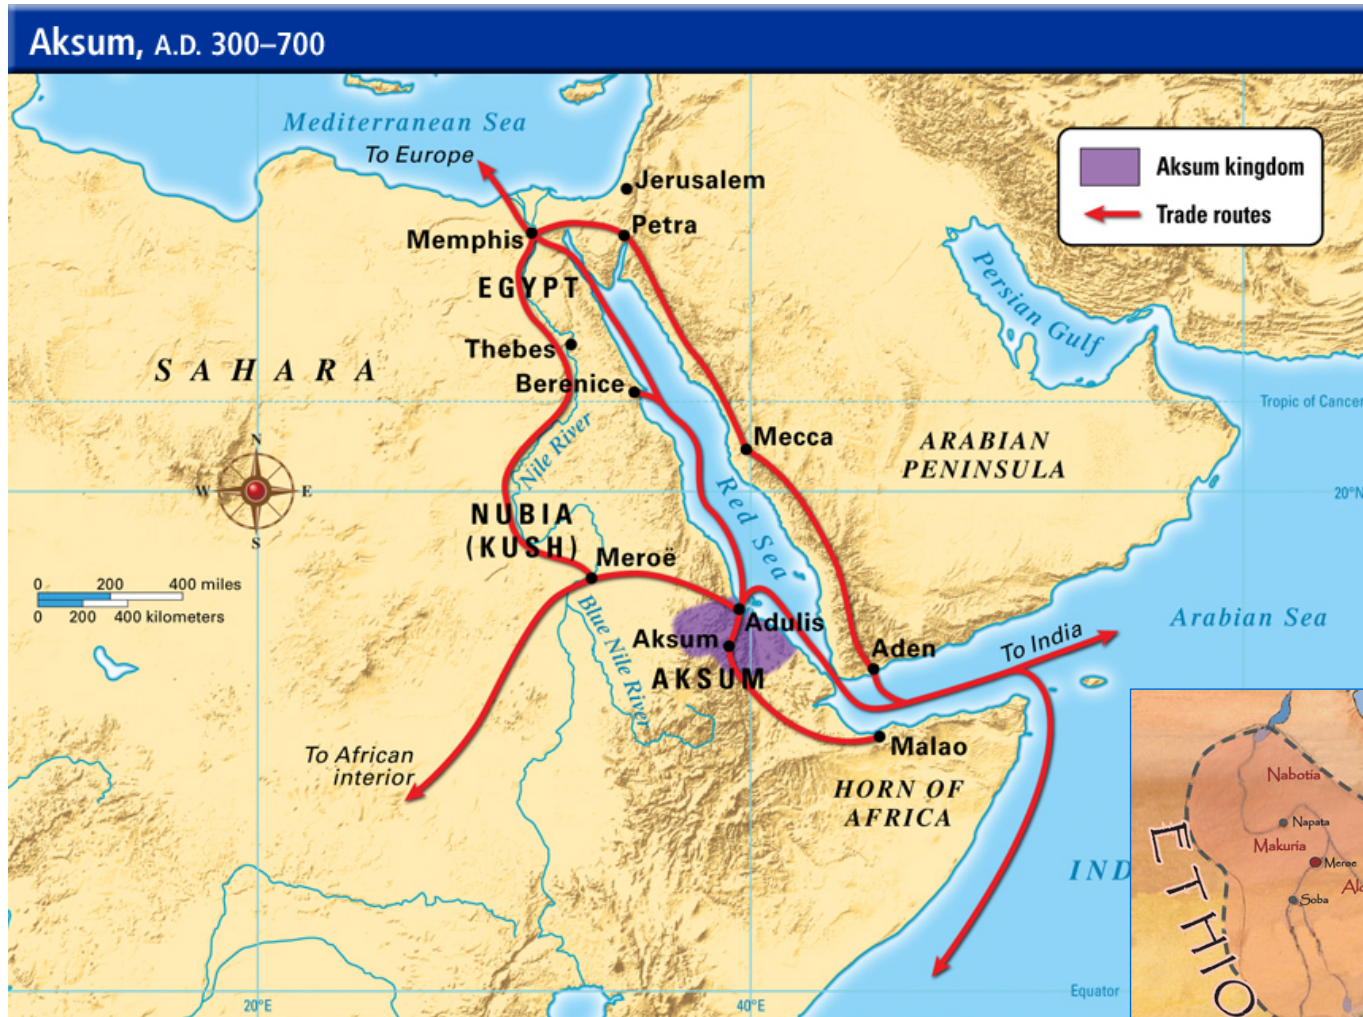 Aksum, A.D. 300–700
Mediterranean Sea
To Europe
Jerusalem
Petra
Memphis
EGYPT
Thebes
Berenice
SAHARA
Aksum kingdom
Trade routes
Persian Gulf
Tropic of Cancer
Mecca
ARABIAN
PENINSULA
N
W
E
S
Nile River
Red Sea
20°N
NUBIA
(KUSH)
Meroë
0 200 400 miles
0 200 400 kilometers
Blue Nile River
Adulis
Aksum
AKSUM
Aden
To India
Arabian Sea
Malao
To African
interior
HORN OF
AFRICA
IND
Equator
20°E
40°E
Nabotia
Napata
Makuria
Meroe
Soba
ETHIO